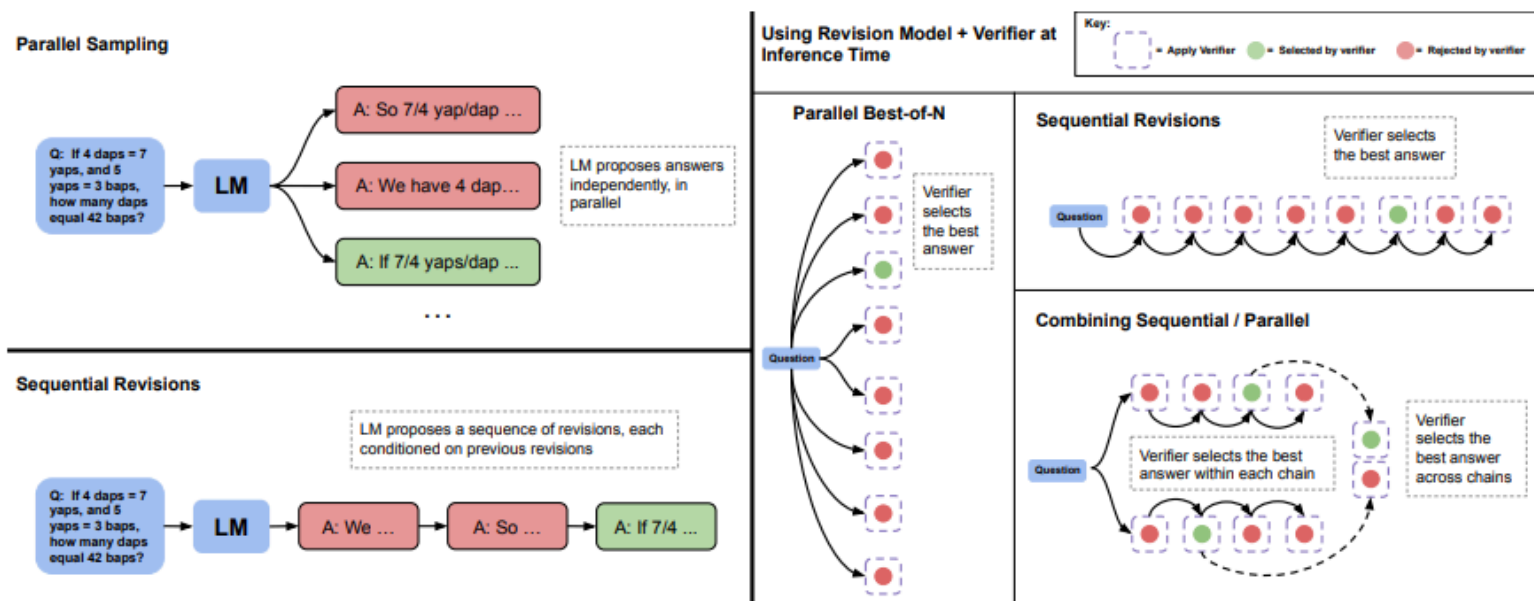 Parallel Sampling
Q: If 4 daps = 7
yaps, and 5
yaps = 3 baps,
how many daps
equal 42 baps?
LM
A: So 7/4 yap/dap ...
A: We have 4 dap...
A: If 7/4 yaps/dap ...
...
LM proposes answers
independently, in
parallel
Sequential Revisions
LM proposes a sequence of revisions, each
conditioned on previous revisions
Q: If 4 daps = 7
yaps, and 5
yaps = 3 baps,
how many daps
equal 42 baps?
LM
A: We ...
A: So ...
A: If 7/4 ...
Using Revision Model + Verifier at
Inference Time
Key:
= Apply Verifier
= Selected by verifier
= Rejected by verifier
Parallel Best-of-N
Question
Verifier
selects
the best
answer
Sequential Revisions
Verifier selects
the best answer
Question
Combining Sequential / Parallel
Question
Verifier selects the best
answer within each chain
Verifier
selects the
best answer
across chains